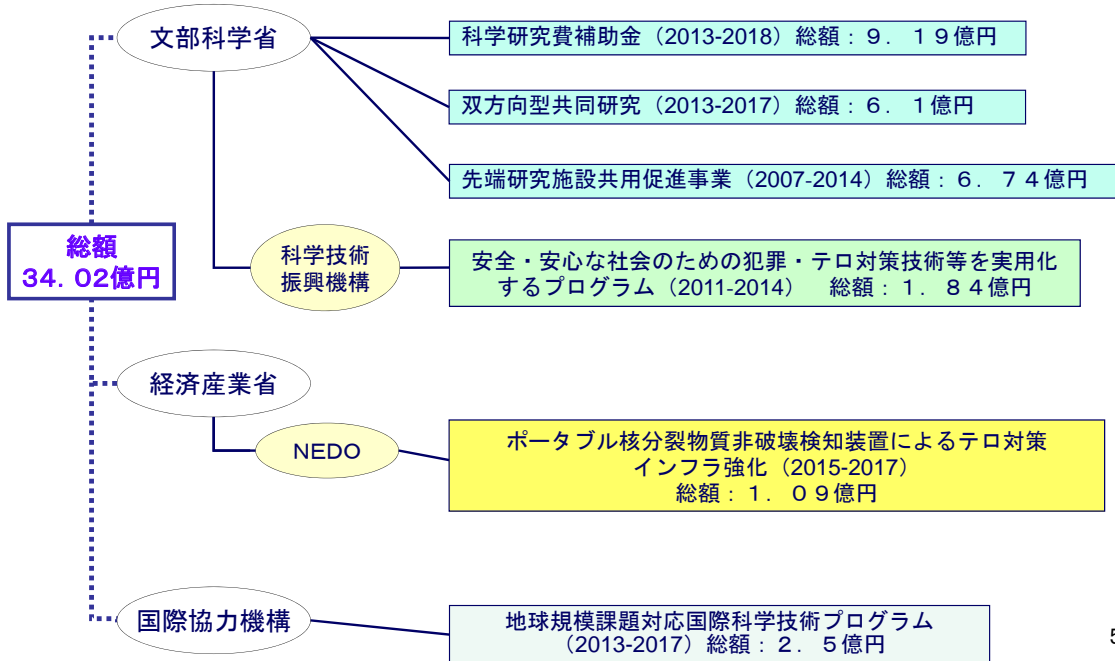 文部科学省
科学研究費補助金（2013-2018）総額：９．１９億円
双方向型共同研究（2013-2017）総額：６．１億円
先端研究施設共用促進事業（2007-2014）総額：６．７４億円
総額
34.02億円
科学技術
振興機構
安全・安心な社会のための犯罪・テロ対策技術等を実用化
するプログラム（2011-2014）　総額：１．８４億円
経済産業省
NEDO
ポータブル核分裂物質非破壊検知装置によるテロ対策
インフラ強化（2015-2017）
総額：１．０９億円
国際協力機構
地球規模課題対応国際科学技術プログラム
（2013-2017）総額：２．５億円
5